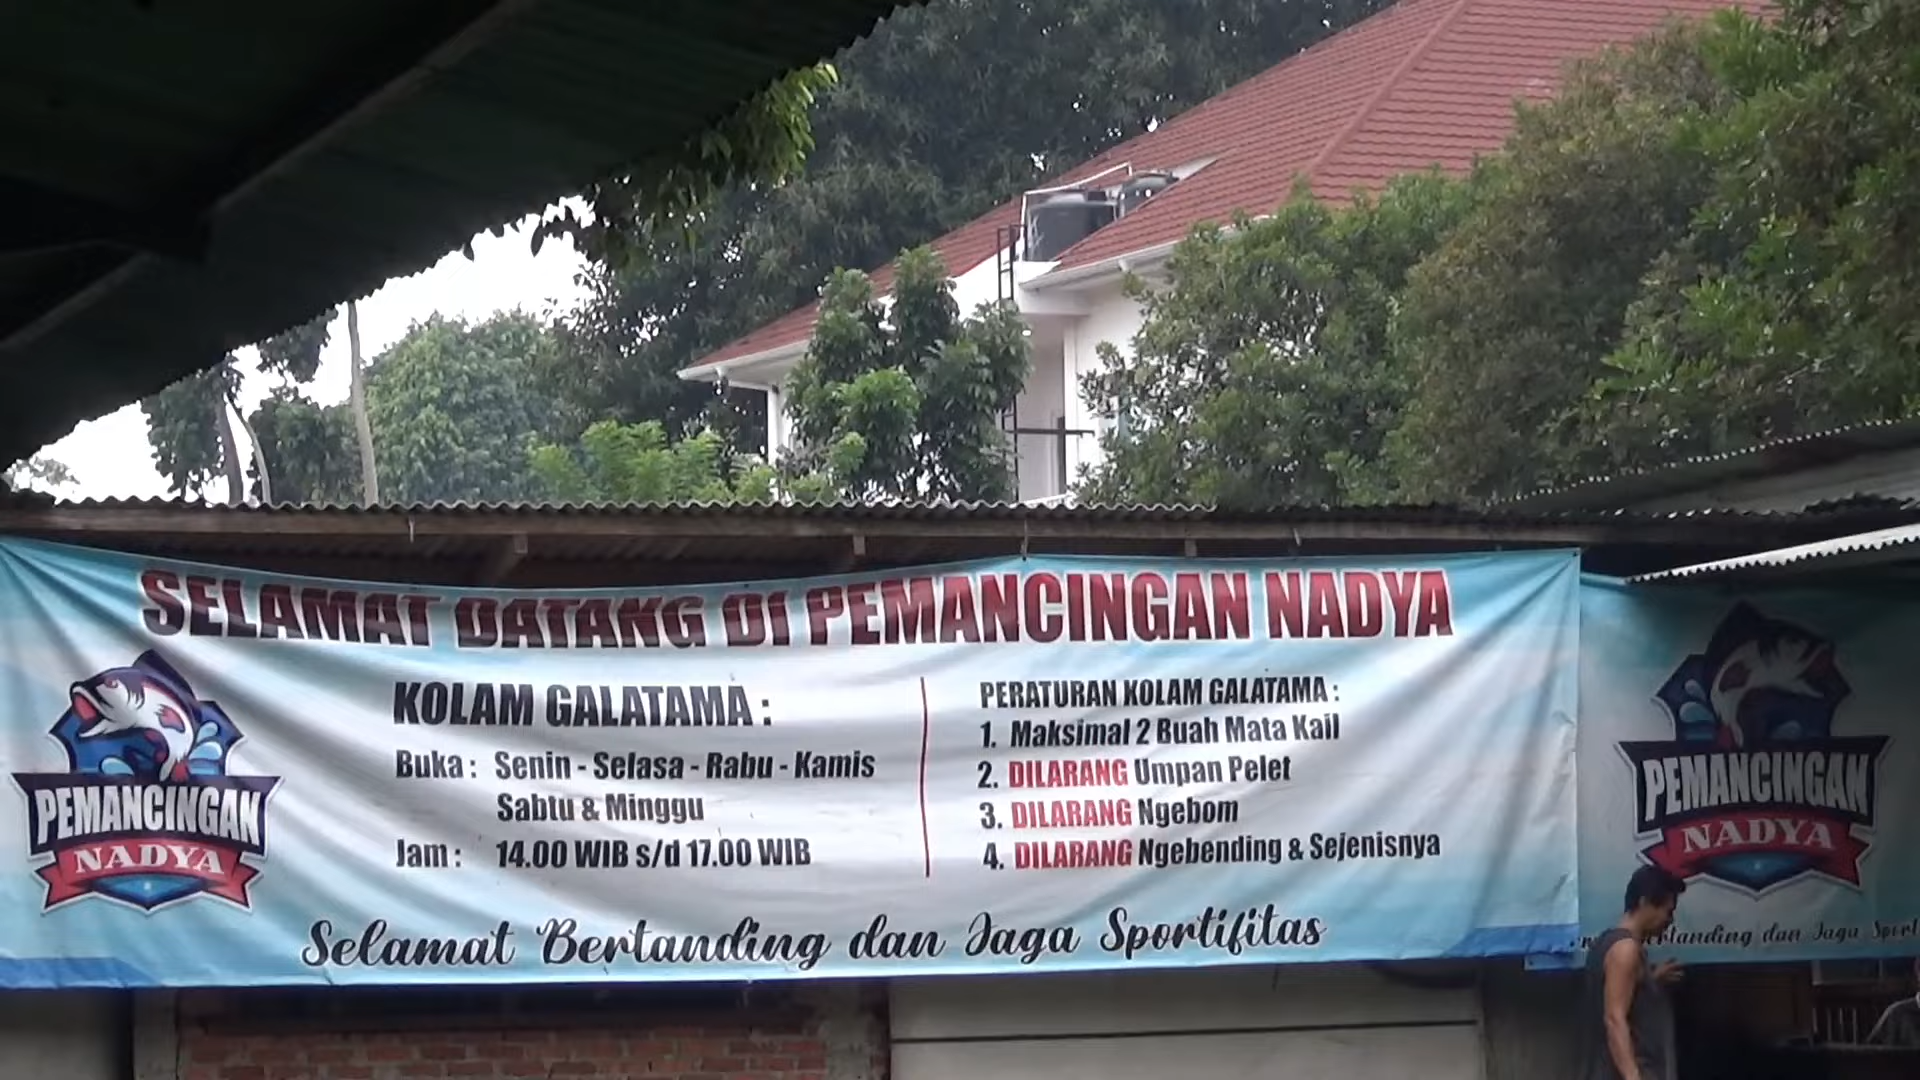 SELAMAT DATANG DI PEMANCINGAN NADYA
PEMANCINGAN
NADYA
KOLAM GALATAMA :
Buka : Senin - Selasa - Rabu - Kamis
Sabtu & Minggu
Jam : 14.00 WIB s/d 17.00 WIB
PERATURAN KOLAM GALATAMA :
1. Maksimal 2 Buah Mata Kail
2. DILARANG Umpan Pelet
3. DILARANG Ngebom
4. DILARANG Ngebending & Sejenisnya
Selamat Bertanding dan Jaga Sportifitas
PEMANCINGAN
NADYA
dan Jaga